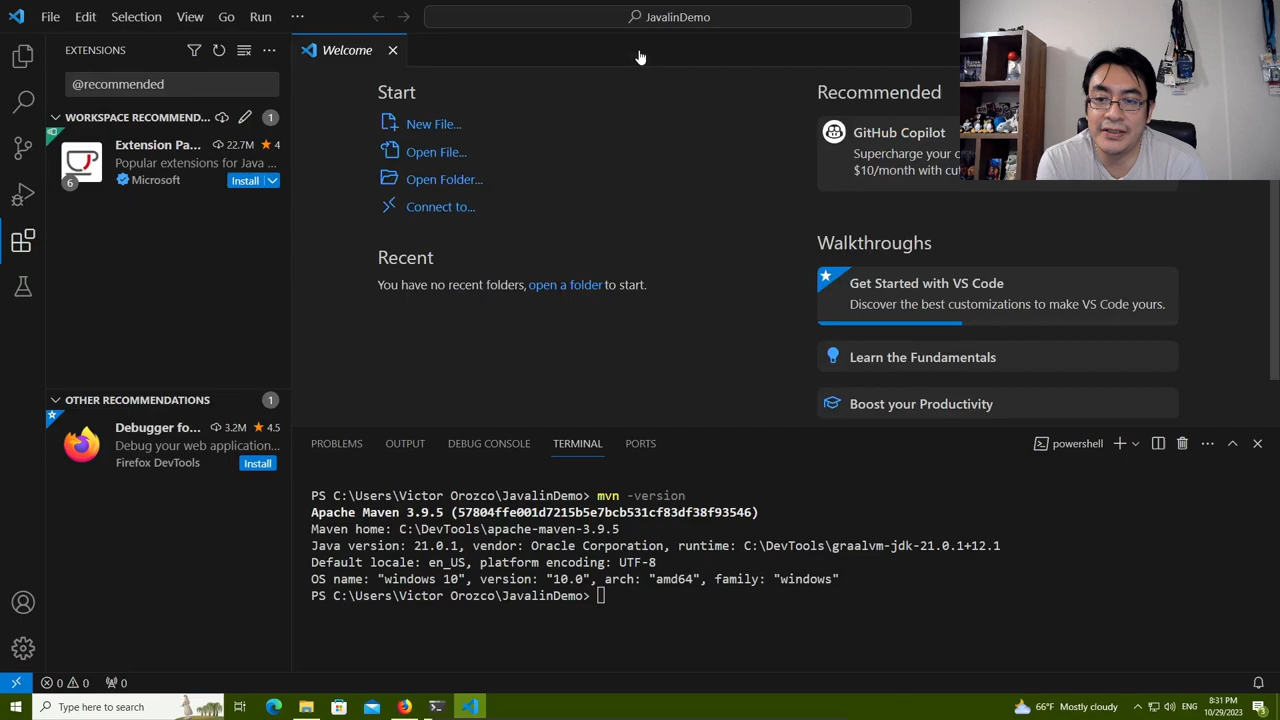 File Edit Selection View Go Run ···
JavalinDemo
EXTENSIONS
Welcome
@recommended
WORKSPACE RECOMMEND... 1
Extension Pa... 22.7M 4
Popular extensions for Java ...
Microsoft Install
6
OTHER RECOMMENDATIONS 1
Debugger fo... 3.2M 4.5
Debug your web application...
Firefox DevTools Install
Start
New File...
Open File...
Open Folder...
Connect to...
Recent
You have no recent folders, open a folder to start.
Recommended
GitHub Copilot
Supercharge your
$10/month with
Walkthroughs
Get Started with VS Code
Discover the best customizations to make VS Code yours.
Learn the Fundamentals
Boost your Productivity
PROBLEMS OUTPUT DEBUG CONSOLE TERMINAL PORTS
powershell
PS C:\Users\Victor Orozco\JavalinDemo> mvn -version
Apache Maven 3.9.5 (57804ffe001d7215b5e7bcb531cf83df38f93546)
Maven home: C:\DevTools\apache-maven-3.9.5
Java version: 21.0.1, vendor: Oracle Corporation, runtime: C:\DevTools\graalvm-jdk-21.0.1+12.1
Default locale: en_US, platform encoding: UTF-8
OS name: "windows 10", version: "10.0", arch: "amd64", family: "windows"
PS C:\Users\Victor Orozco\JavalinDemo>
0 0 0
Type here to search
66°F Mostly cloudy
ENG
8:31 PM
10/29/2023
3